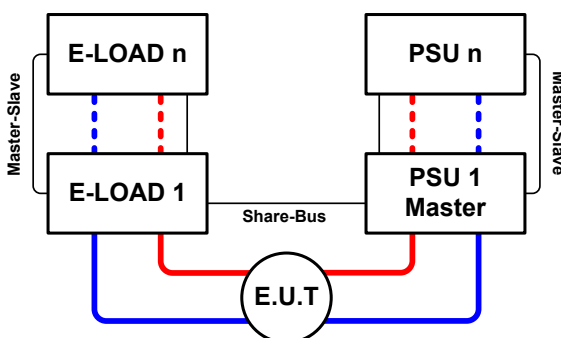 E-LOAD n
PSU n
Master-Slave
Master-Slave
E-LOAD 1
PSU 1
Master
Share-Bus
E.U.T